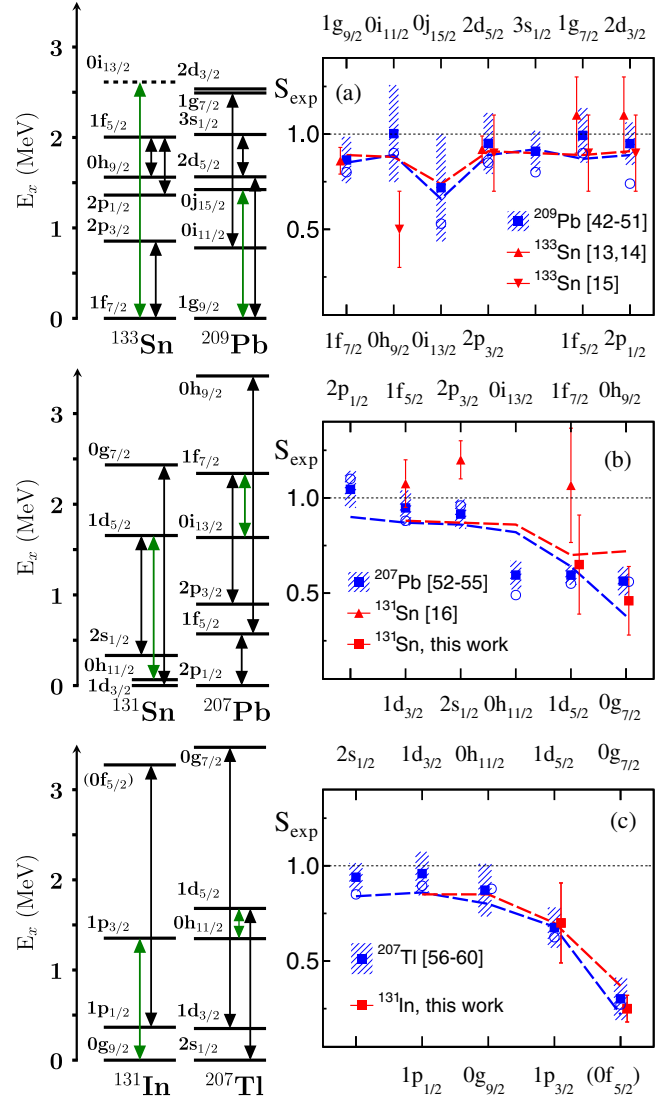 1g9/2 0i11/2 0j15/2 2d5/2 3s1/2 1g7/2 2d3/2
Ex (MeV)
3
2
1
0
0i13/2
1f5/2
0h9/2
2p1/2
2p3/2
1f7/2
133Sn
2d3/2
1g7/2
3s1/2
2d5/2
0j15/2
0i11/2
1g9/2
209Pb
Sexp
(a)
1.0
0.5
209Pb [42-51]
133Sn [13,14]
133Sn [15]
1f7/2 0h9/2 0i13/2 2p3/2 1f5/2 2p1/2
2p1/2 1f5/2 2p3/2 0i13/2 1f7/2 0h9/2
Ex (MeV)
3
2
1
0
0g7/2
1d5/2
2s1/2
0h11/2
1d3/2
131Sn
0h9/2
1f7/2
0i13/2
2p3/2
1f5/2
2p1/2
207Pb
Sexp
(b)
1.0
0.5
207Pb [52-55]
131Sn [16]
131Sn, this work
1d3/2 2s1/2 0h11/2 1d5/2 0g7/2
2s1/2 1d3/2 0h11/2 1d5/2 0g7/2
Ex (MeV)
3
2
1
0
(0f5/2)
1p3/2
1p1/2
0g9/2
131In
0g7/2
1d5/2
0h11/2
1d3/2
2s1/2
207Tl
Sexp
(c)
1.0
0.5
207Tl [56-60]
131In, this work
1p1/2 0g9/2 1p3/2 (0f5/2)